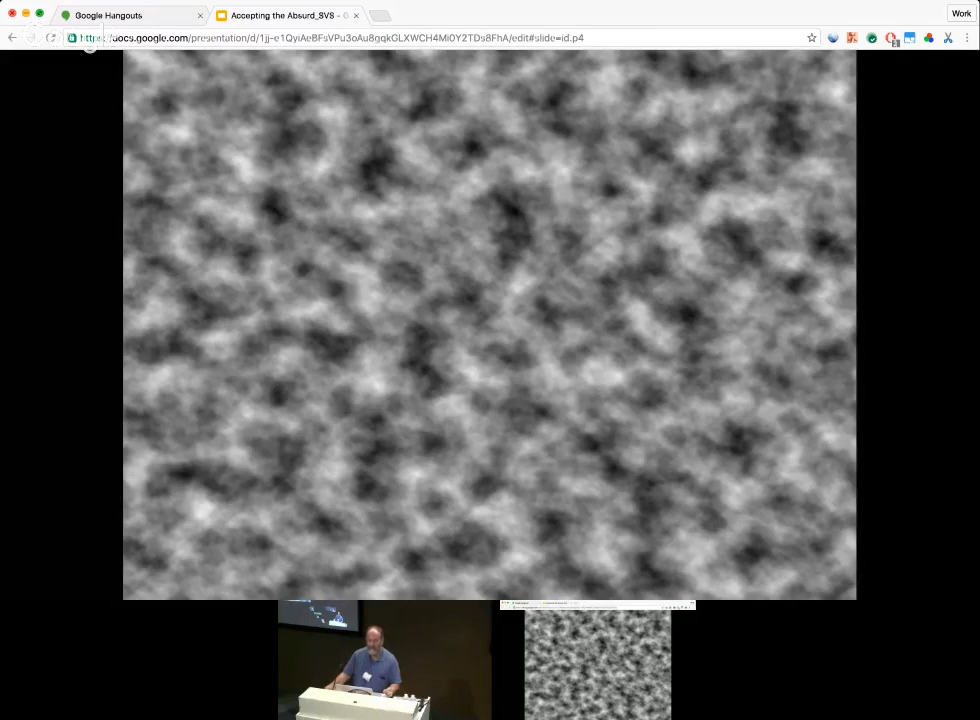 Google Hangouts
Accepting the Absurd_SVS - G
Work
https://docs.google.com/presentation/d/1jj-e1QyiAeBFsVPu3oAu8gqkGLXWCH4Mi0Y2TDs8FhA/edit#slide=id.p4